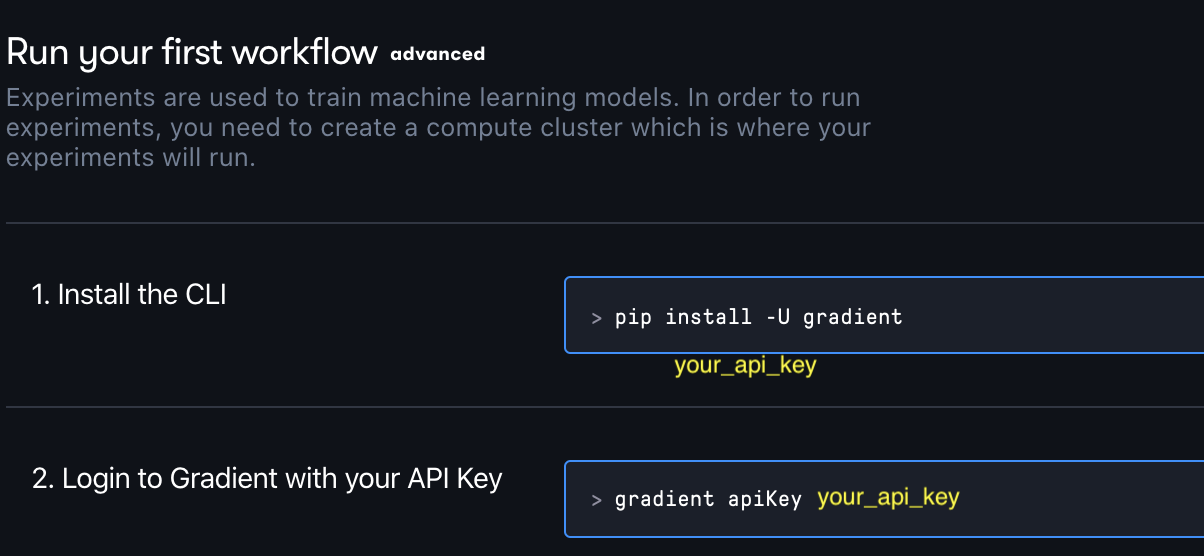 Run your first workflow advanced
Experiments are used to train machine learning models. In order to run
experiments, you need to create a compute cluster which is where your
experiments will run.
1. Install the CLI
> pip install -U gradient
your_api_key
2. Login to Gradient with your API Key
> gradient apiKey your_api_key